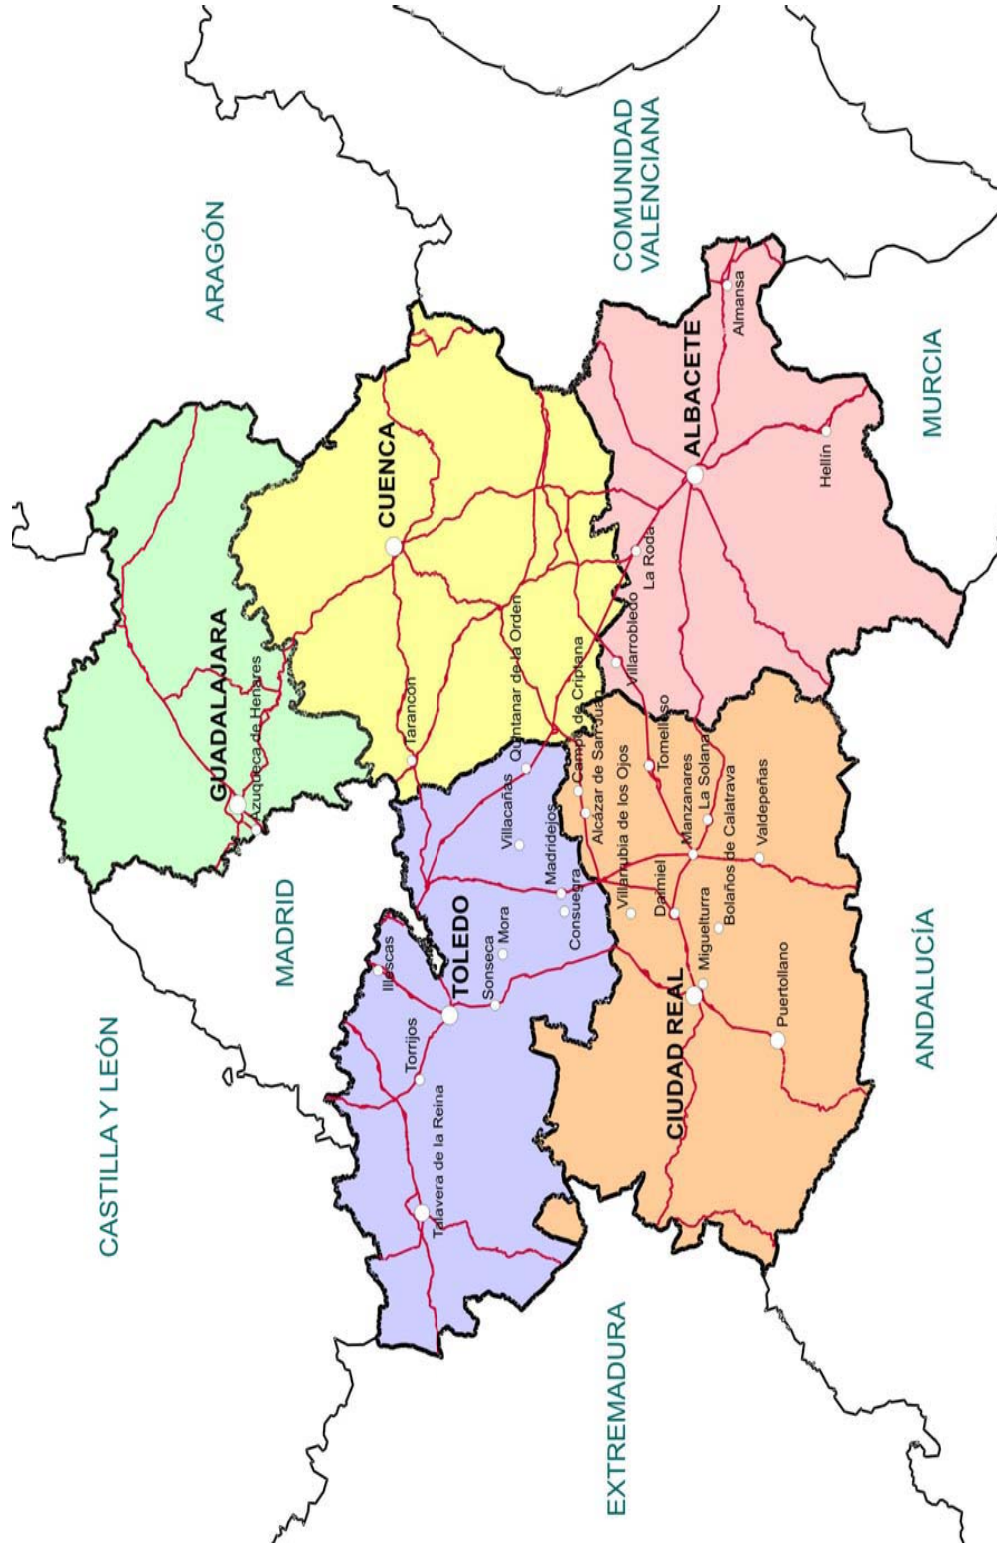 CASTILLA Y LEÓN
ARAGÓN
MADRID
GUADALAJARA
Azuqueca de Henares
CUENCA
Tarancón
Illescas
TOLEDO
Torrijos
Talavera de la Reina
Sonseca
Mora
Villacañas
Quintanar de la Orden
Madridejos
Consuegra
COMUNIDAD
VALENCIANA
Campo de Criptana
Alcázar de San Juan
Villarrubia de los Ojos
Villarrobledo
La Roda
Tomelloso
Daimiel
Manzanares
La Solana
Miguelturra
Bolaños de Calatrava
Valdepeñas
CIUDAD REAL
Puertollano
ALBACETE
Almansa
Hellín
EXTREMADURA
ANDALUCÍA
MURCIA